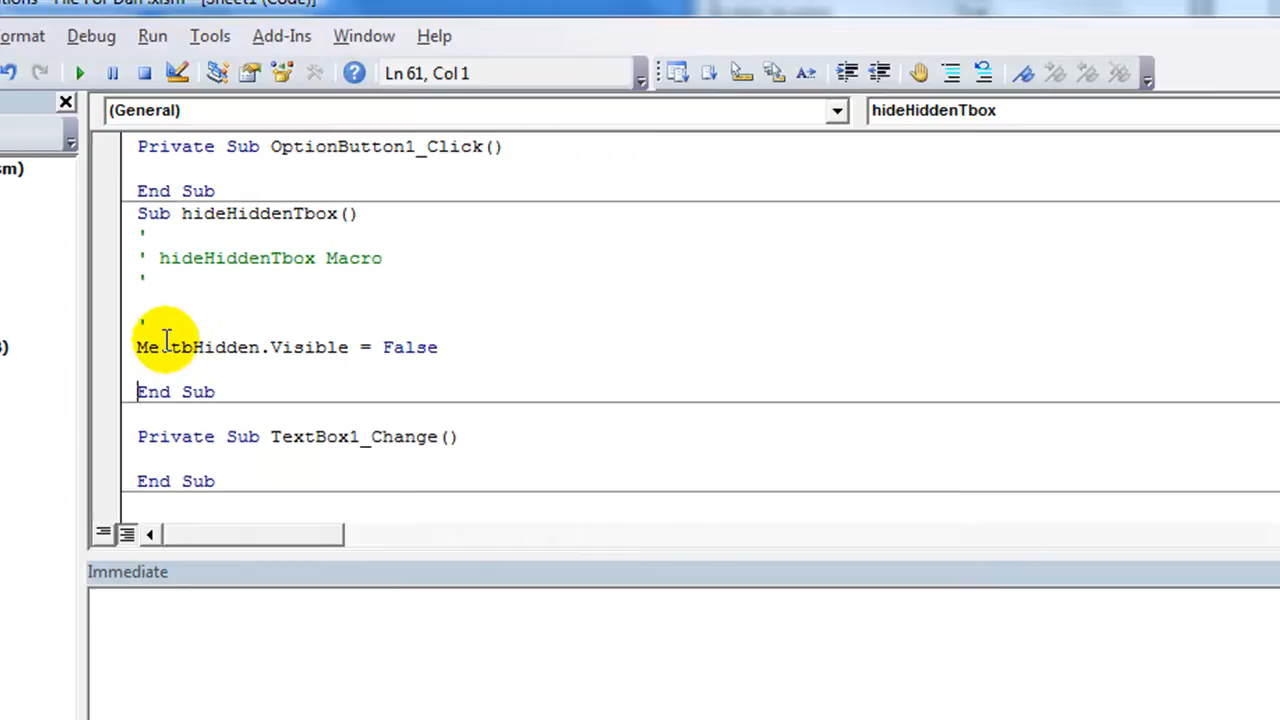 ormat Debug Run Tools Add-Ins Window Help
Ln 61, Col 1
(General) hideHiddenTbox
sm)
Private Sub OptionButton1_Click()
End Sub
Sub hideHiddenTbox()
'
' hideHiddenTbox Macro
'
'
Me.tbHidden.Visible = False
End Sub
Private Sub TextBox1_Change()
End Sub
Immediate